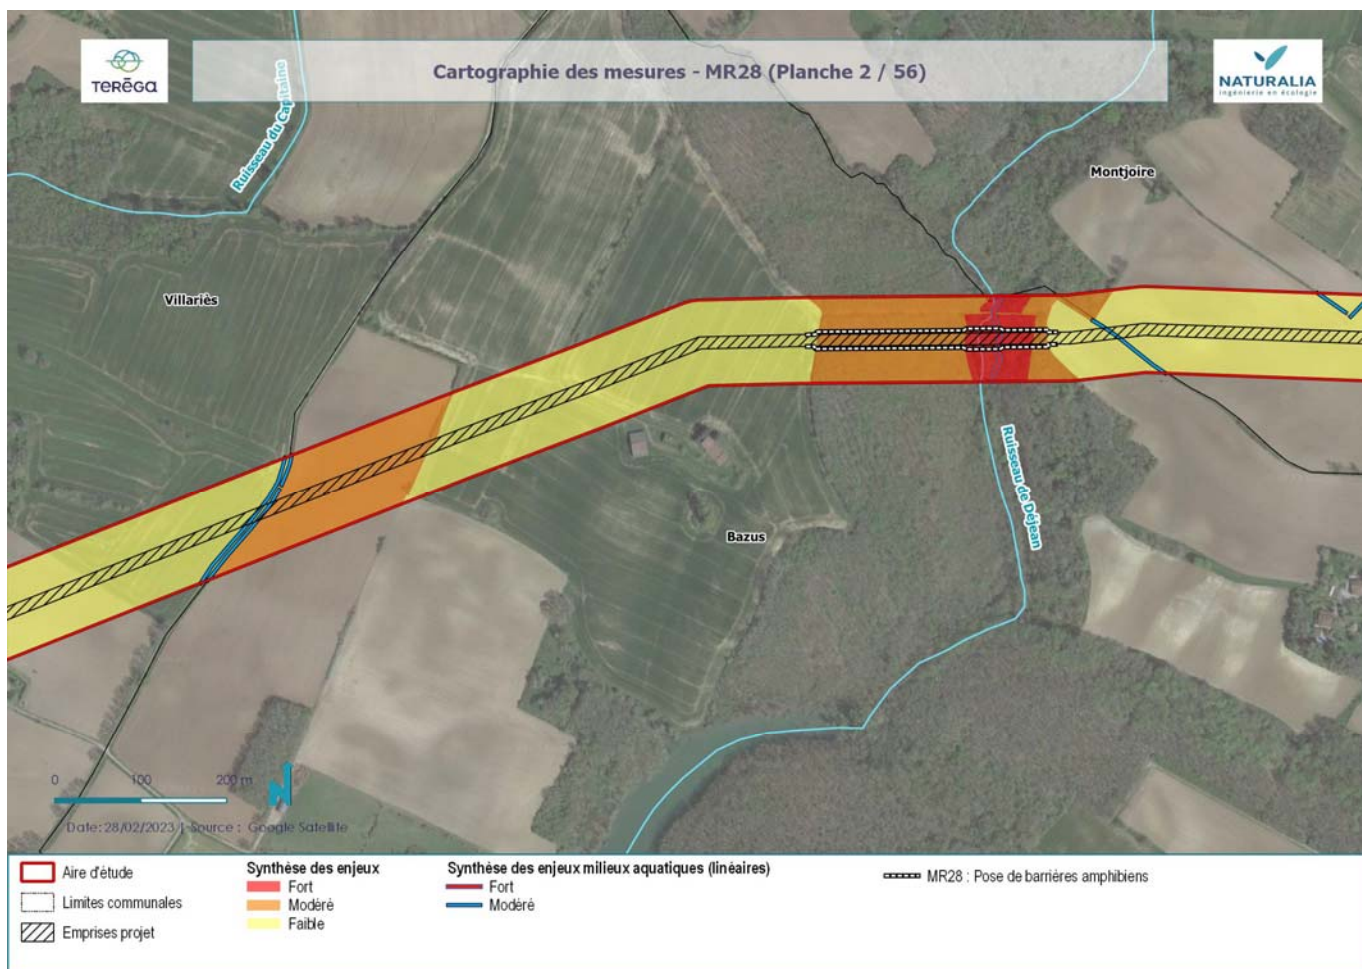 TERĒGA
Cartographie des mesures - MR28 (Planche 2 / 56)
NATURALIA
ingénierie en écologie
Ruisseau du Capitaine
Montjoire
Villariès
Ruisseau de Déjean
Bazus
0 100 200 m
N
Date: 28/02/2023 | Source : Google Satellite
Aire d'étude
Limites communales
Emprises projet
Synthèse des enjeux
Fort
Modéré
Faible
Synthèse des enjeux milieux aquatiques (linéaires)
Fort
Modéré
MR28 : Pose de barrières amphibiens